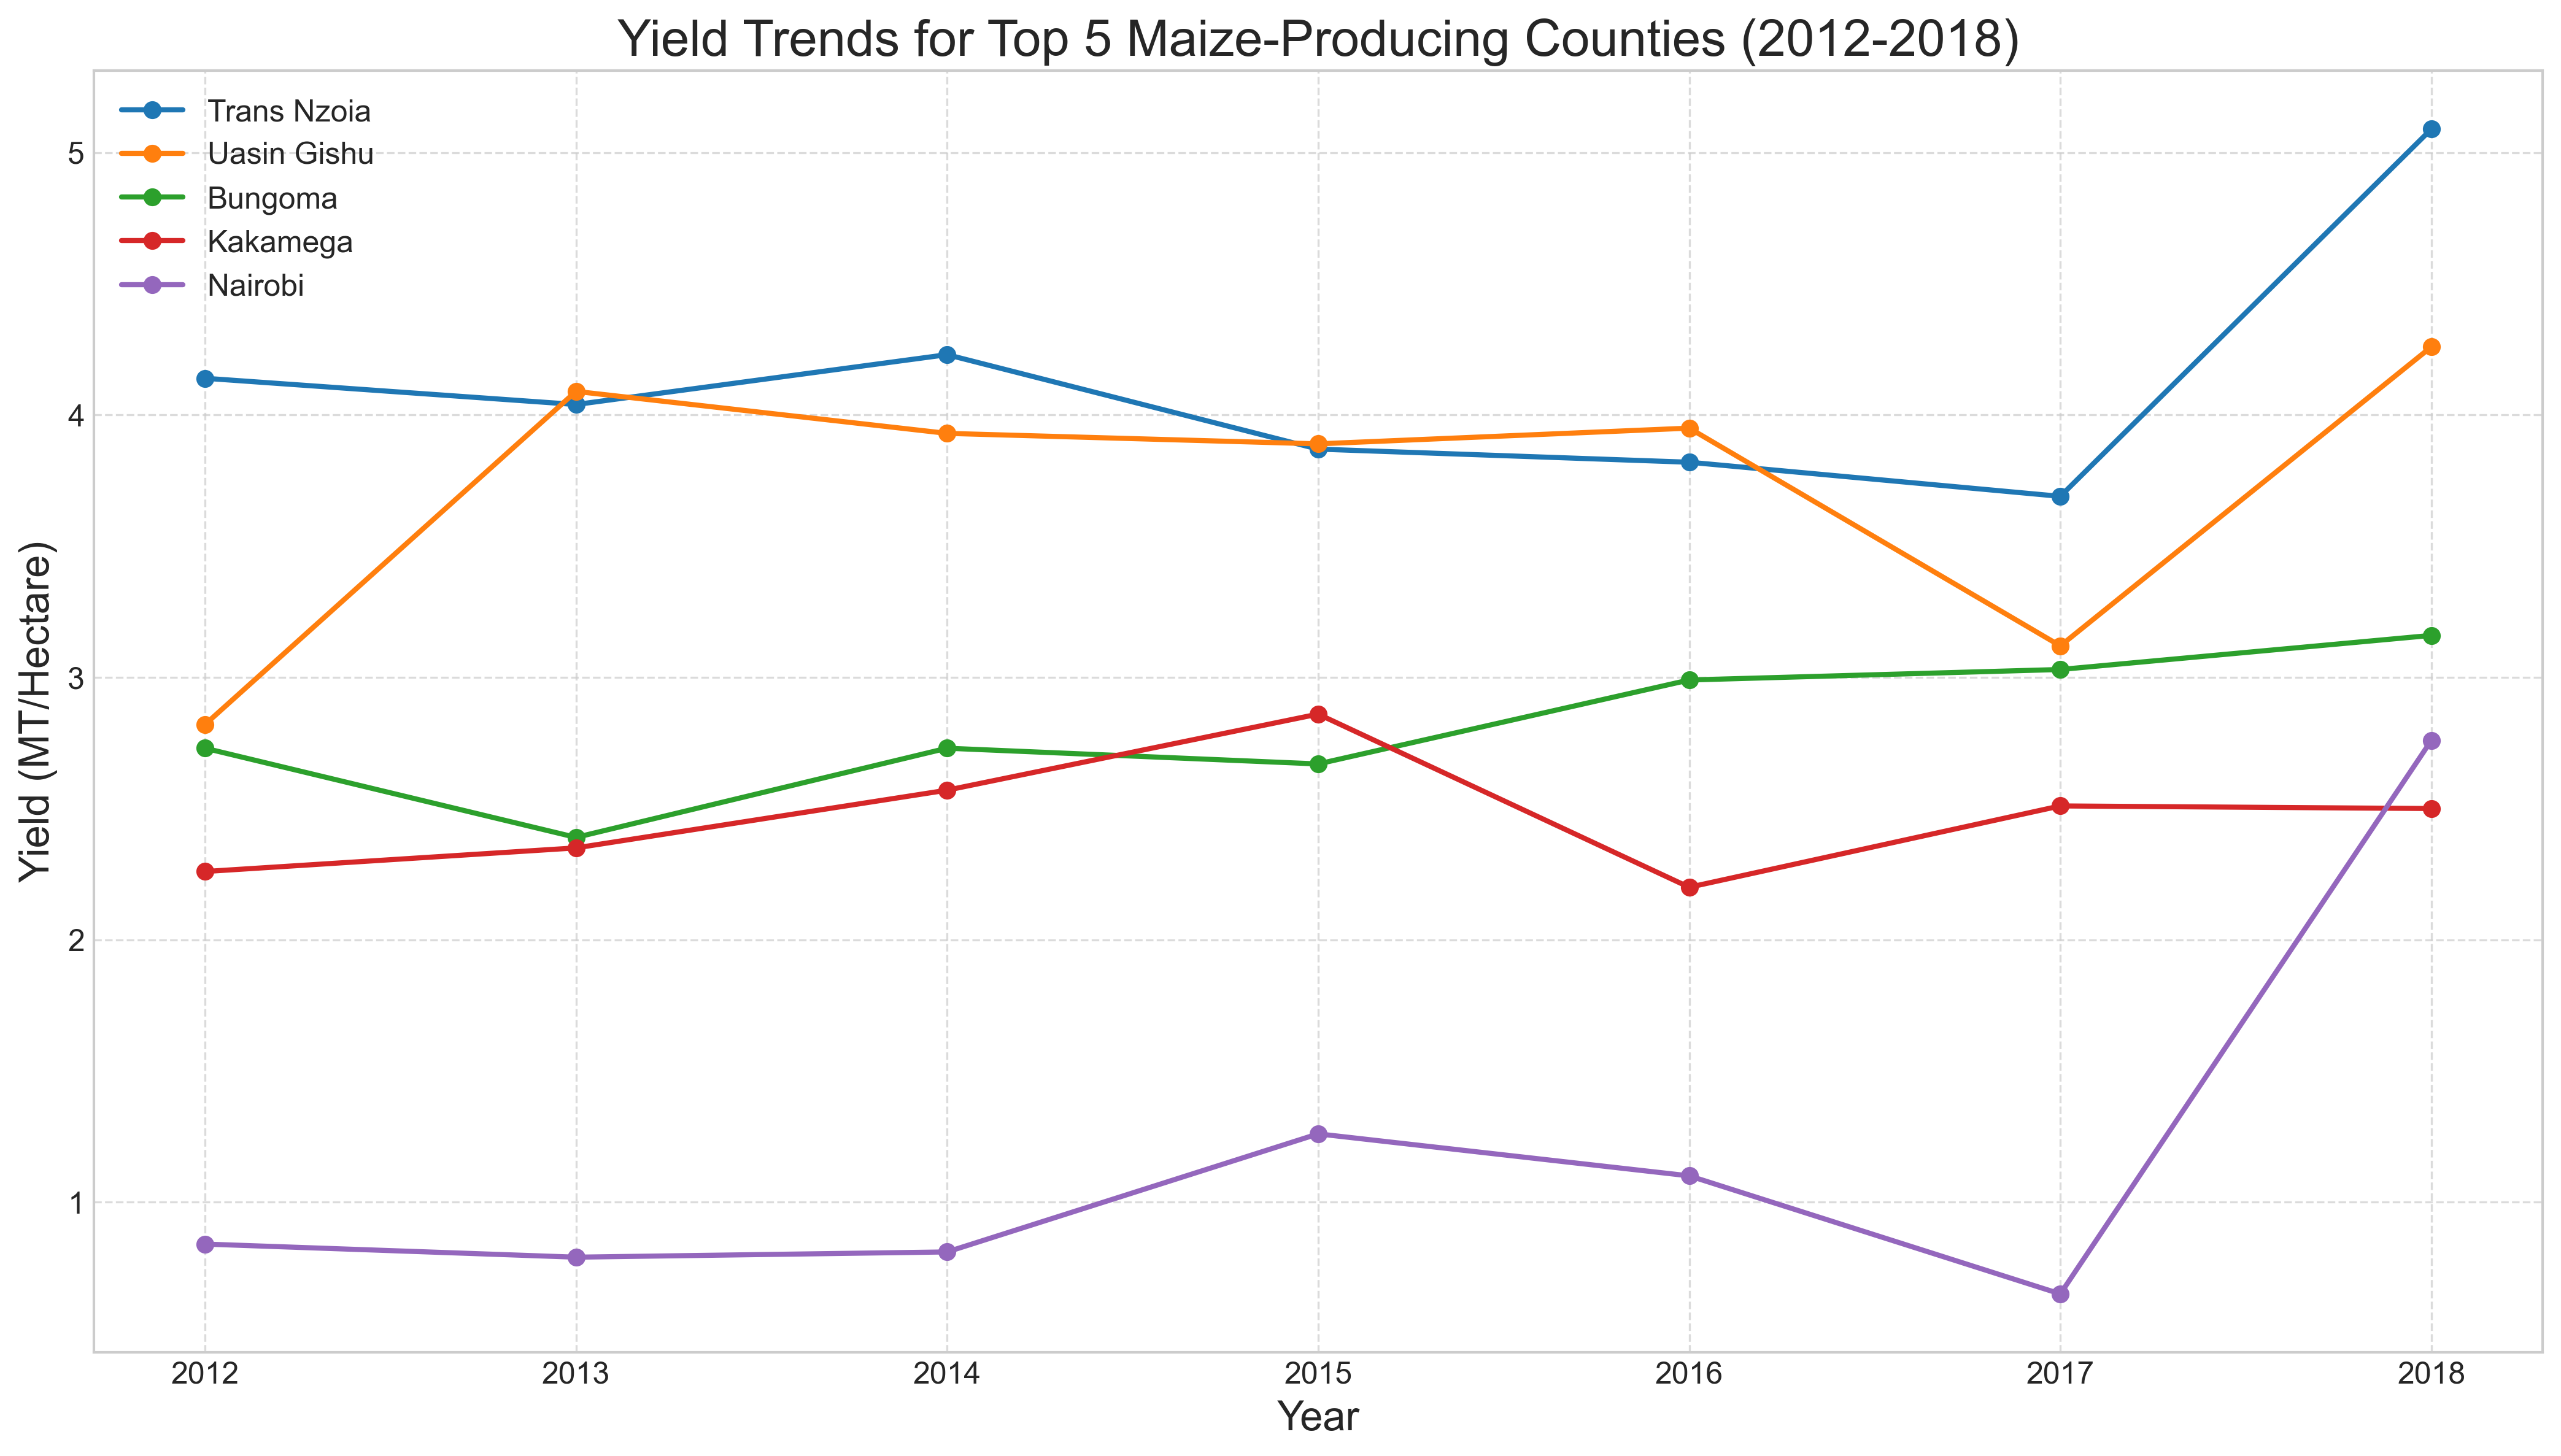 Yield Trends for Top 5 Maize-Producing Counties (2012-2018)
Trans Nzoia
Uasin Gishu
Bungoma
Kakamega
Nairobi
Yield (MT/Hectare)
5
4
3
2
1
2012 2013 2014 2015 2016 2017 2018
Year